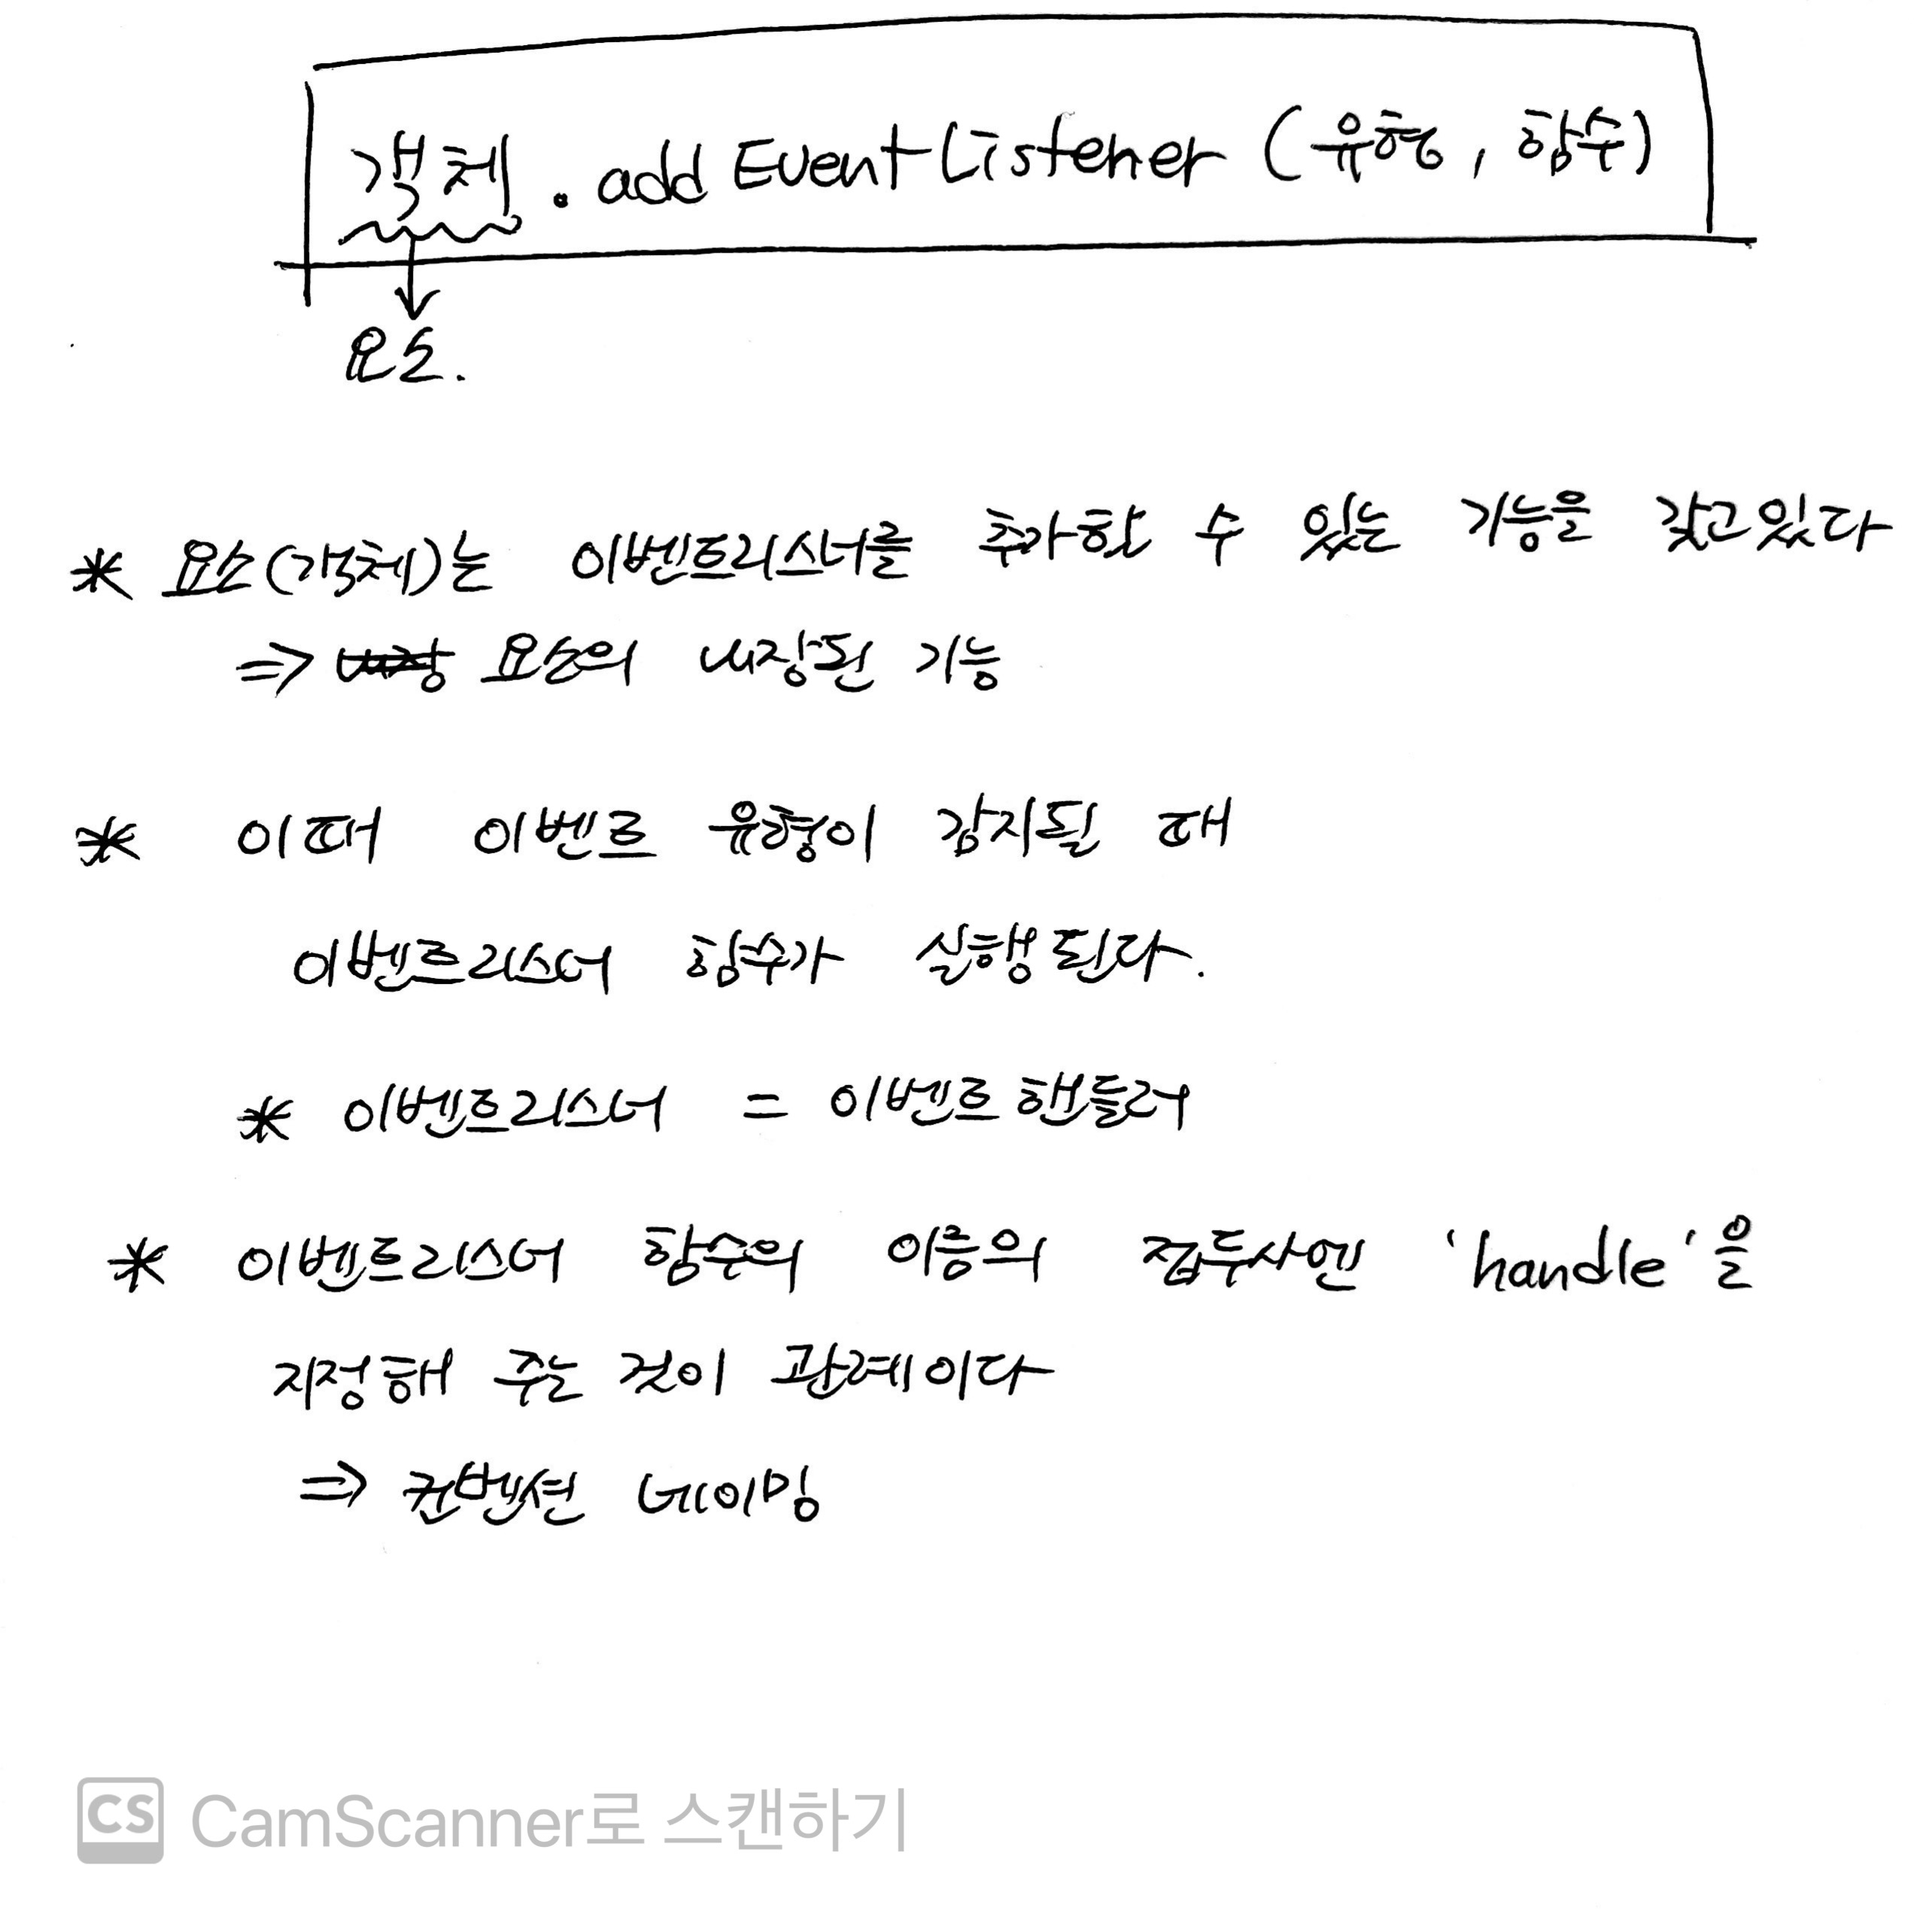 객체.addEventListener(유형, 함수)
요소.
* 요소(객체)는 이벤트리스너를 추가할 수 있는 기능을 갖고있다
⇒ 요소의 내장된 기능
* 이때 이벤트 유형이 감지될 때
이벤트리스너 함수가 실행된다.
* 이벤트리스너 = 이벤트핸들러
* 이벤트리스너 함수의 이름의 접두사엔 'handle'을
지정해 주는 것이 관례이다
⇒ 컨벤션 네이밍
CS CamScanner로 스캔하기